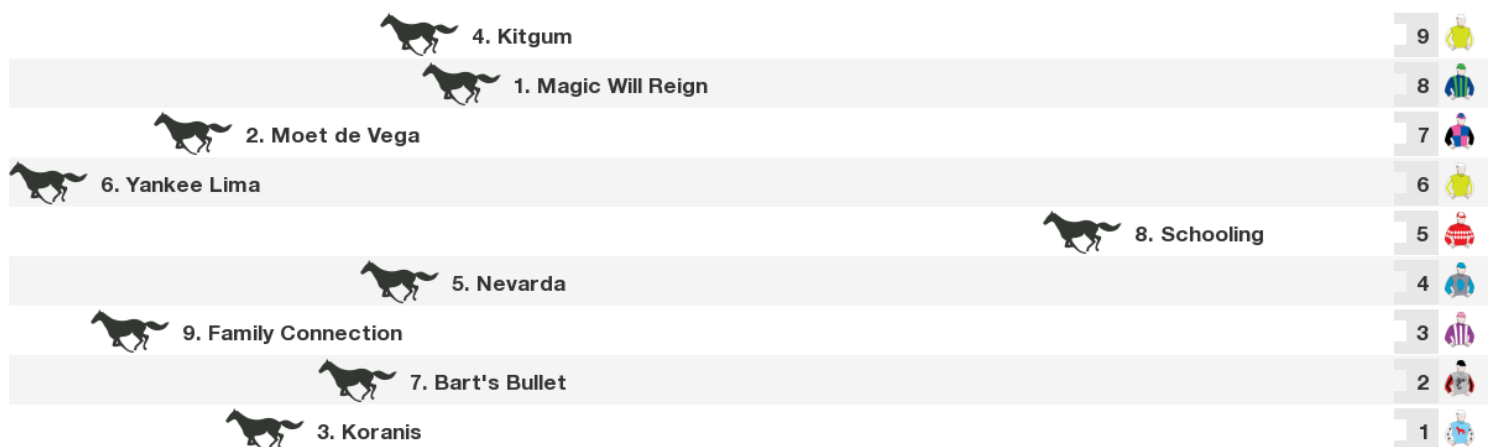 4. Kitgum 9
1. Magic Will Reign 8
2. Moet de Vega 7
6. Yankee Lima 6
8. Schooling 5
5. Nevarda 4
9. Family Connection 3
7. Bart's Bullet 2
3. Koranis 1